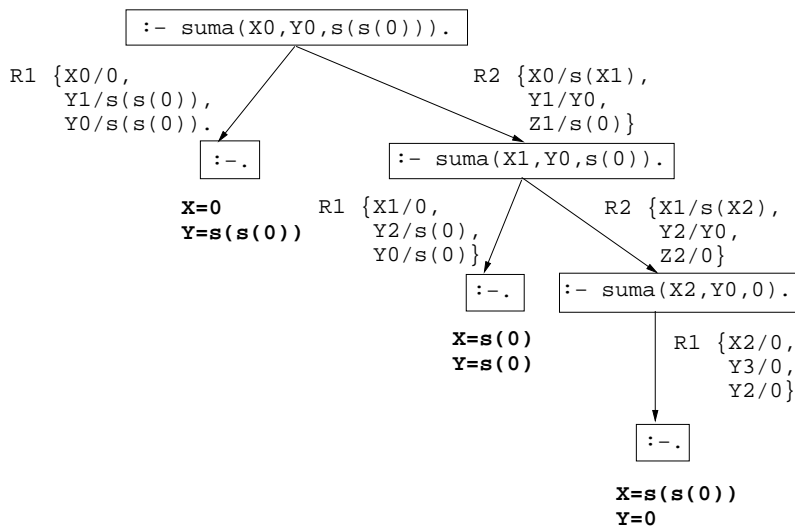 :- suma(X0,Y0,s(s(0))).
R1 {X0/0,
Y1/s(s(0)),
Y0/s(s(0)).
R2 {X0/s(X1),
Y1/Y0,
Z1/s(0)}
:-.
X=0
Y=s(s(0))
:- suma(X1,Y0,s(0)).
R1 {X1/0,
Y2/s(0),
Y0/s(0)}
R2 {X1/s(X2),
Y2/Y0,
Z2/0}
:-.
X=s(0)
Y=s(0)
:- suma(X2,Y0,0).
R1 {X2/0,
Y3/0,
Y2/0}
:-.
X=s(s(0))
Y=0